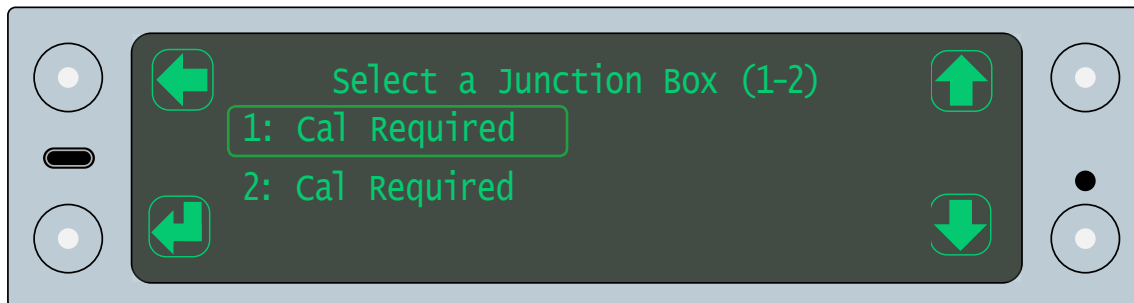 Select a Junction Box (1-2)
1: Cal Required
2: Cal Required